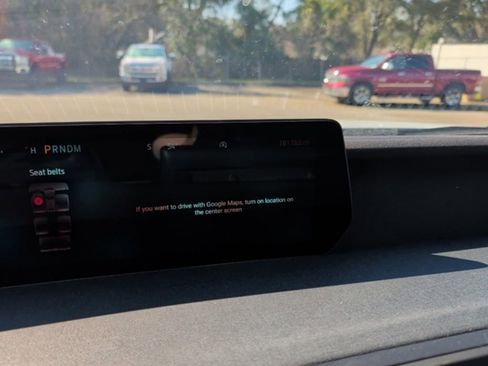 H PRNDM
Seat belts
If you want to drive with Google Maps, turn on location on
the center screen